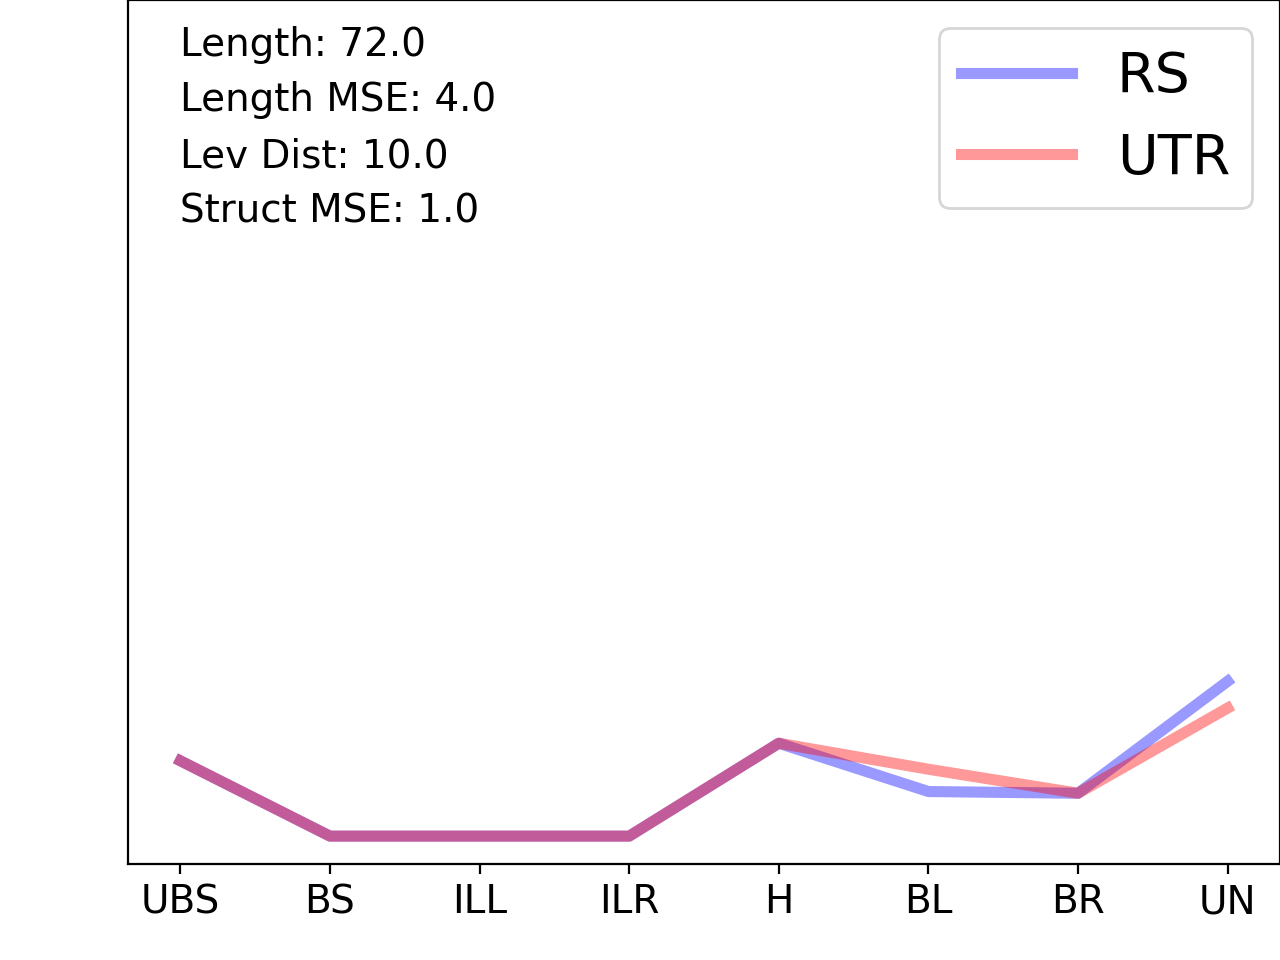 Length: 72.0
Length MSE: 4.0
Lev Dist: 10.0
Struct MSE: 1.0
RS
UTR
UBS BS ILL ILR H BL BR UN